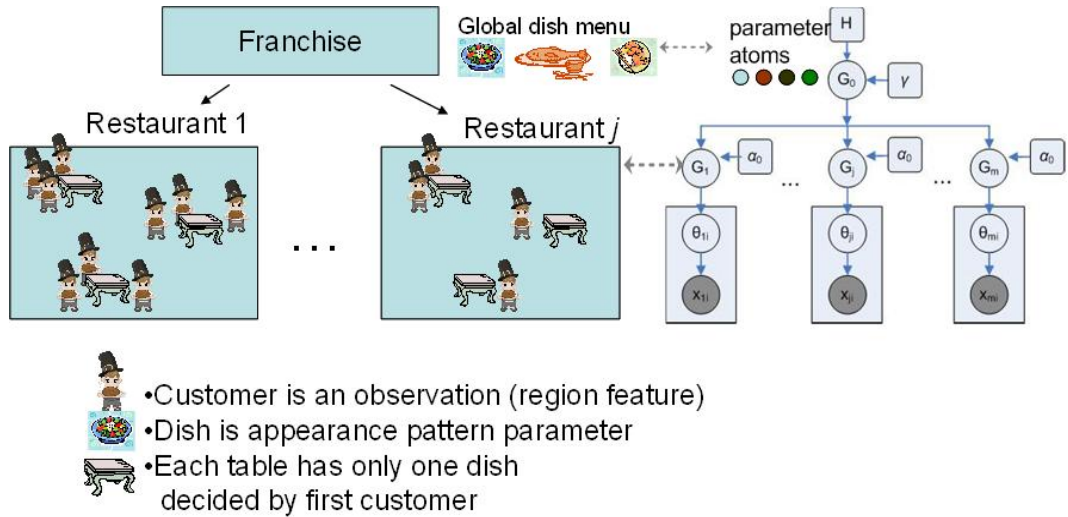 Franchise
Global dish menu
parameter
atoms
H
G₀
γ
Restaurant 1
Restaurant j
G₁
α₀
...
Gⱼ
α₀
...
Gₘ
α₀
...
θ₁ᵢ
θⱼᵢ
θₘᵢ
x₁ᵢ
xⱼᵢ
xₘᵢ
•Customer is an observation (region feature)
•Dish is appearance pattern parameter
•Each table has only one dish
decided by first customer